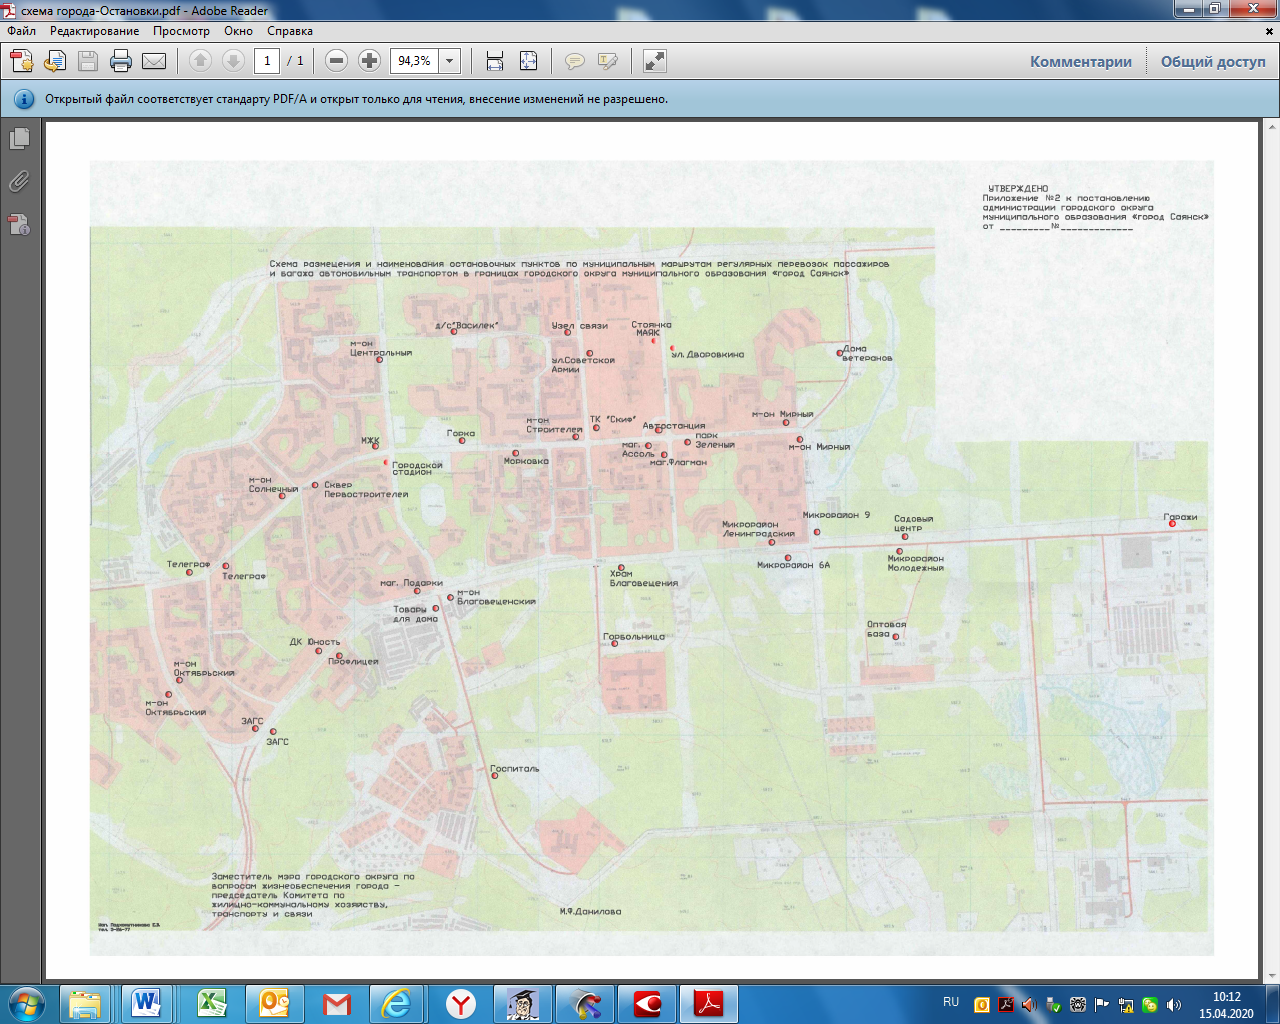 схема города-Остановки.pdf - Adobe Reader
Файл Редактирование Просмотр Окно Справка
1 / 1 94,3% Комментарии Общий доступ
Открытый файл соответствует стандарту PDF/A и открыт только для чтения, внесение изменений не разрешено.
УТВЕРЖДЕНО
Приложение №2 к постановлению
администрации городского округа
муниципального образования «город Саянск»
от _________№_____________
Схема размещения и наименования остановочных пунктов по муниципальным маршрутам регулярных перевозок пассажиров
и багажа автомобильным транспортом в границах городского округа муниципального образования «город Саянск»
д/с"Василек"
Узел связи
Стоянка
МАЯК
м-он
Центральный
ул.Советской
Армии
ул. Дворовкина
Дома
ветеранов
м-он
Строителей
ТК "Скиф"
Автостанция
м-он Мирный
МЖК
Горка
маг.
Ассоль
парк
Зеленый
м-он Мирный
Городской
стадион
Морковка
маг.Флагман
м-он
Солнечный
Сквер
Первостроителей
Микрорайон
Ленинградский
Микрорайон 9
Садовый
центр
Гаражи
Телеграф
Телеграф
Микрорайон 6А
Микрорайон
Молодежный
маг. Подарки
Храм
Благовещения
м-он
Благовещенский
Товары
для дома
Оптовая
база
ДК Юность
Горбольница
Профлицей
м-он
Октябрьский
м-он
Октябрьский
ЗАГС
ЗАГС
Госпиталь
Заместитель мэра городского округа по
вопросам жизнеобеспечения города –
председатель Комитета по
жилищно-коммунальному хозяйству,
транспорту и связи
М.Ф.Данилова
RU
10:12
15.04.2020